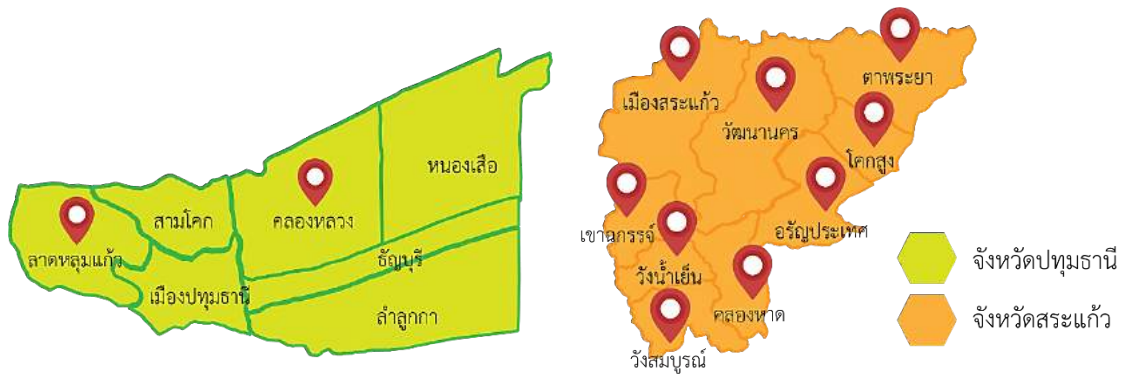 หนองเสือ
สามโคก
คลองหลวง
ลาดหลุมแก้ว
ธัญบุรี
เมืองปทุมธานี
ลำลูกกา
ตาพระยา
เมืองสระแก้ว
วัฒนานคร
โคกสูง
เขาฉกรรจ์
อรัญประเทศ
วังน้ำเย็น
คลองหาด
วังสมบูรณ์
จังหวัดปทุมธานี
จังหวัดสระแก้ว